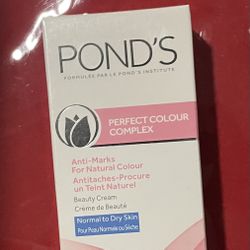 POND'S
FORMULÉE PAR LE POND'S INSTITUTE
PERFECT COLOUR
COMPLEX
Anti-Marks
For Natural Colour
Antitaches-Procure
un Teint Naturel
Beauty Cream
Crème de Beauté
Normal to Dry Skin
Pour Peau Normale ou Sèche